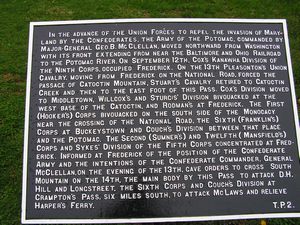 IN THE ADVANCE OF THE UNION FORCES TO REPEL THE INVASION OF MARY-
LAND BY THE CONFEDERATES, THE ARMY OF THE POTOMAC, COMMANDED BY
MAJOR-GENERAL GEO. B. MCCLELLAN, MOVED NORTHWARD FROM WASHINGTON
WITH ITS FRONT EXTENDING FROM NEAR THE BALTIMORE AND OHIO RAILROAD
TO THE POTOMAC RIVER. ON SEPTEMBER 12TH, COX'S KANAWHA DIVISION OF
THE NINTH CORPS OCCUPIED FREDERICK. ON THE 13TH PLEASONTON'S UNION
CAVALRY, MOVING FROM FREDERICK ON THE NATIONAL ROAD, FORCED THE
PASSAGE OF CATOCTIN MOUNTAIN, STUART'S CAVALRY RETIRED TO CATOCTIN
CREEK AND THEN TO THE EAST FOOT OF THIS PASS. COX'S DIVISION MOVED
TO MIDDLETOWN, WILLCOX'S AND STURGIS' DIVISION BIVOUACKED AT THE
WEST BASE OF THE CATOCTIN, AND RODMAN'S AT FREDERICK. THE FIRST
(HOOKER'S) CORPS BIVOUACKED ON THE SOUTH SIDE OF THE MONOCACY
NEAR THE CROSSING OF THE NATIONAL ROAD, THE SIXTH (FRANKLIN'S)
CORPS AT BUCKEYSTOWN AND COUCH'S DIVISION BETWEEN THAT PLACE
AND THE POTOMAC. THE SECOND (SUMNER'S) AND TWELFTH (MANSFIELD'S)
CORPS AND SYKES' DIVISION OF THE FIFTH CORPS CONCENTRATED AT FRED-
ERICK. INFORMED AT FREDERICK OF THE POSITION OF THE CONFEDERATE
ARMY AND THE INTENTIONS OF THE CONFEDERATE COMMANDER, GENERAL
MCCLELLAN, ON THE EVENING OF THE 13TH, GAVE ORDERS TO CROSS SOUTH
MOUNTAIN ON THE 14TH, THE MAIN BODY BY THIS PASS TO ATTACK D.H.
HILL AND LONGSTREET, THE SIXTH CORPS AND COUCH'S DIVISION AT
CRAMPTON'S PASS, SIX MILES SOUTH, TO ATTACK MCLAWS AND RELIEVE
HARPER'S FERRY. T.P.2.